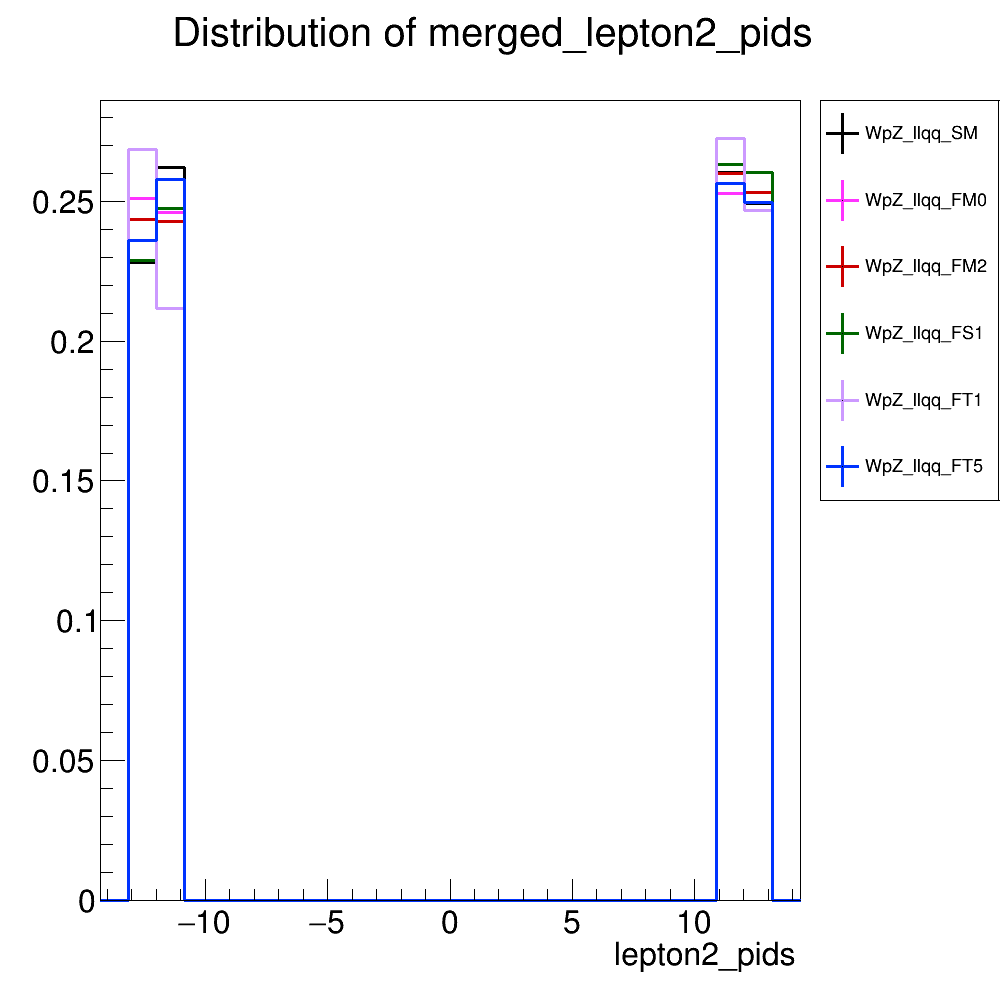 Distribution of merged_lepton2_pids
0.25
0.2
0.15
0.1
0.05
0
−10
−5
0
5
10
lepton2_pids
WpZ_llqq_SM
WpZ_llqq_FM0
WpZ_llqq_FM2
WpZ_llqq_FS1
WpZ_llqq_FT1
WpZ_llqq_FT5